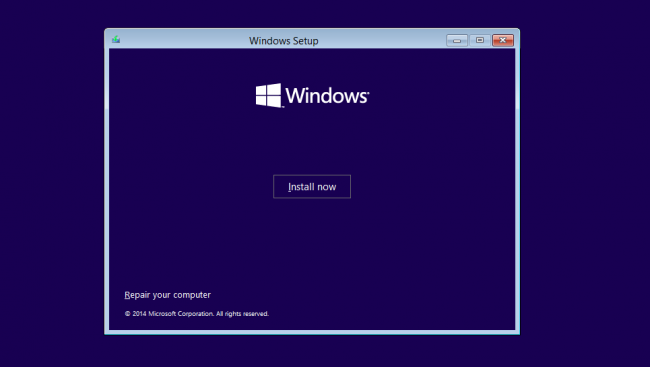 Windows Setup
Windows
Install now
Repair your computer
© 2014 Microsoft Corporation. All rights reserved.